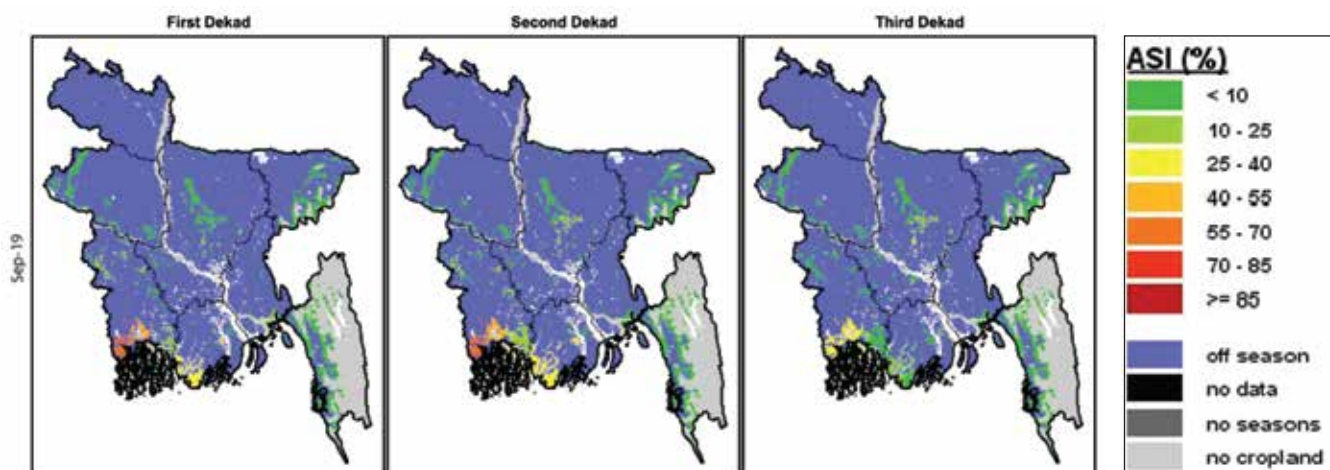 First Dekad
Second Dekad
Third Dekad
Sep-19
ASI (%)
< 10
10 - 25
25 - 40
40 - 55
55 - 70
70 - 85
>= 85
off season
no data
no seasons
no cropland